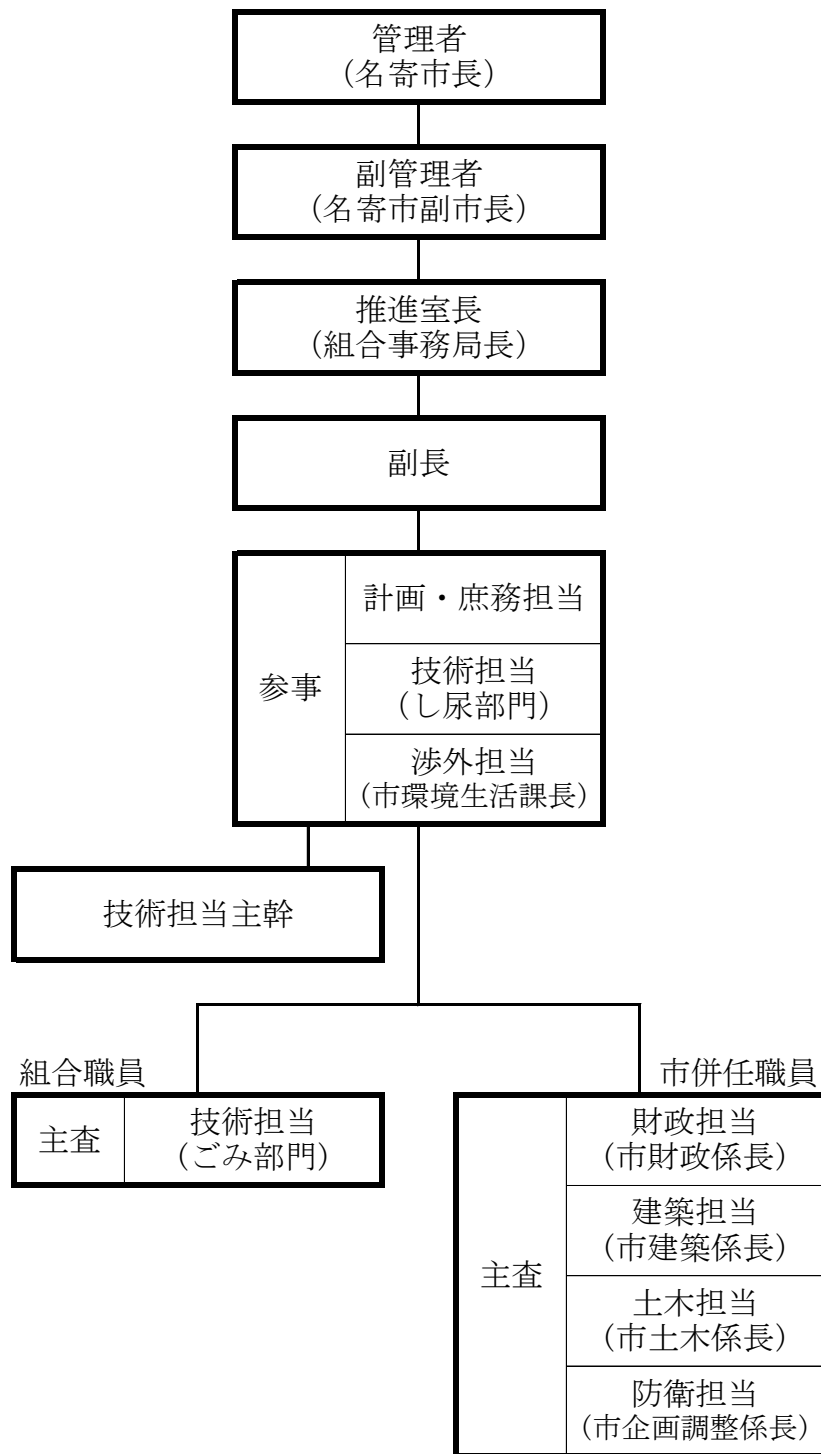 管理者
(名寄市長)
副管理者
(名寄市副市長)
推進室長
(組合事務局長)
副長
参事
計画・庶務担当
技術担当
(し尿部門)
渉外担当
(市環境生活課長)
技術担当主幹
組合職員
主査
技術担当
(ごみ部門)
市併任職員
主査
財政担当
(市財政係長)
建築担当
(市建築係長)
土木担当
(市土木係長)
防衛担当
(市企画調整係長)